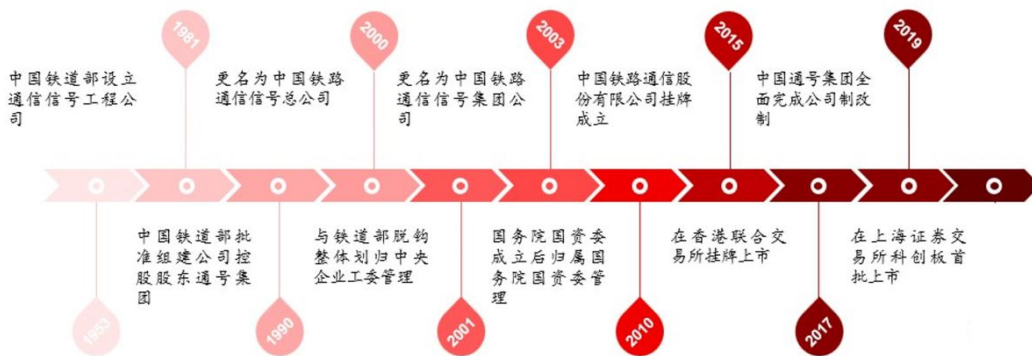 1981
2000
2003
2015
2019
中国铁道部设立
通信信号工程公
司
更名为中国铁路
通信信号总公司
更名为中国铁路
通信信号集团公
司
中国铁路通信股
份有限公司挂牌
成立
中国通号集团全
面完成公司制改
制
中国铁道部批
准组建公司控
股股东通号集
团
与铁道部脱钩
整体划归中央
企业工委管理
国务院国资委
成立后归属国
务院国资委管
理
在香港联合交
易所挂牌上市
在上海证券交
易所科创板首
批上市
1953
1990
2001
2010
2017